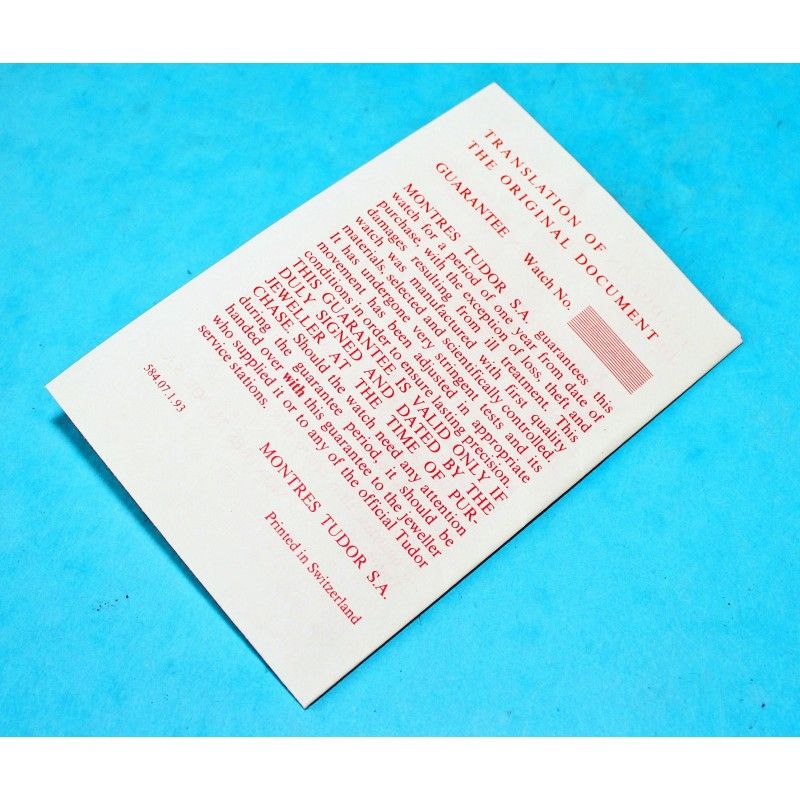 TRANSLATION OF
THE ORIGINAL DOCUMENT
GUARANTEE Watch No.
MONTRES TUDOR S.A. guarantees this
watch for a period of one year from date of
purchase, with the exception of loss, theft and
damages resulting from ill treatment. This
watch was manufactured with first quality
materials, selected and scientifically controlled.
It has undergone very stringent tests and its
movement has been adjusted in appropriate
conditions in order to ensure lasting precision.
THIS GUARANTEE IS VALID ONLY IF
DULY SIGNED AND DATED BY THE
JEWELLER AT THE TIME OF PUR-
CHASE. Should the watch need any attention
during the guarantee period, it should be
handed over with this guarantee to the jeweller
who supplied it or to any of the official Tudor
service stations.
MONTRES TUDOR S.A.
584.07.1.93
Printed in Switzerland